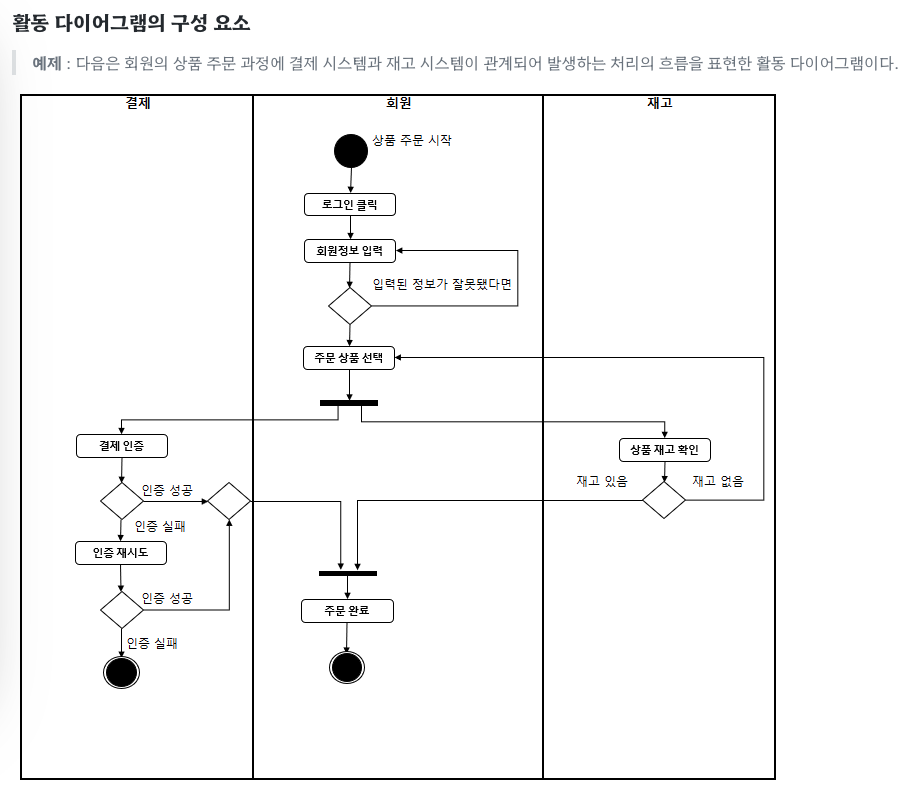 활동 다이어그램의 구성 요소
예제 : 다음은 회원의 상품 주문 과정에 결제 시스템과 재고 시스템이 관계되어 발생하는 처리의 흐름을 표현한 활동 다이어그램이다.
결제
회원
재고
상품 주문 시작
로그인 클릭
회원정보 입력
입력된 정보가 잘못됐다면
주문 상품 선택
결제 인증
상품 재고 확인
인증 성공
재고 있음
재고 없음
인증 실패
인증 재시도
인증 성공
주문 완료
인증 실패